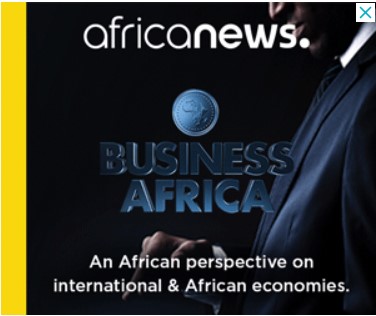 africanews.
BUSINESS
AFRICA
An African perspective on
international & African economies.